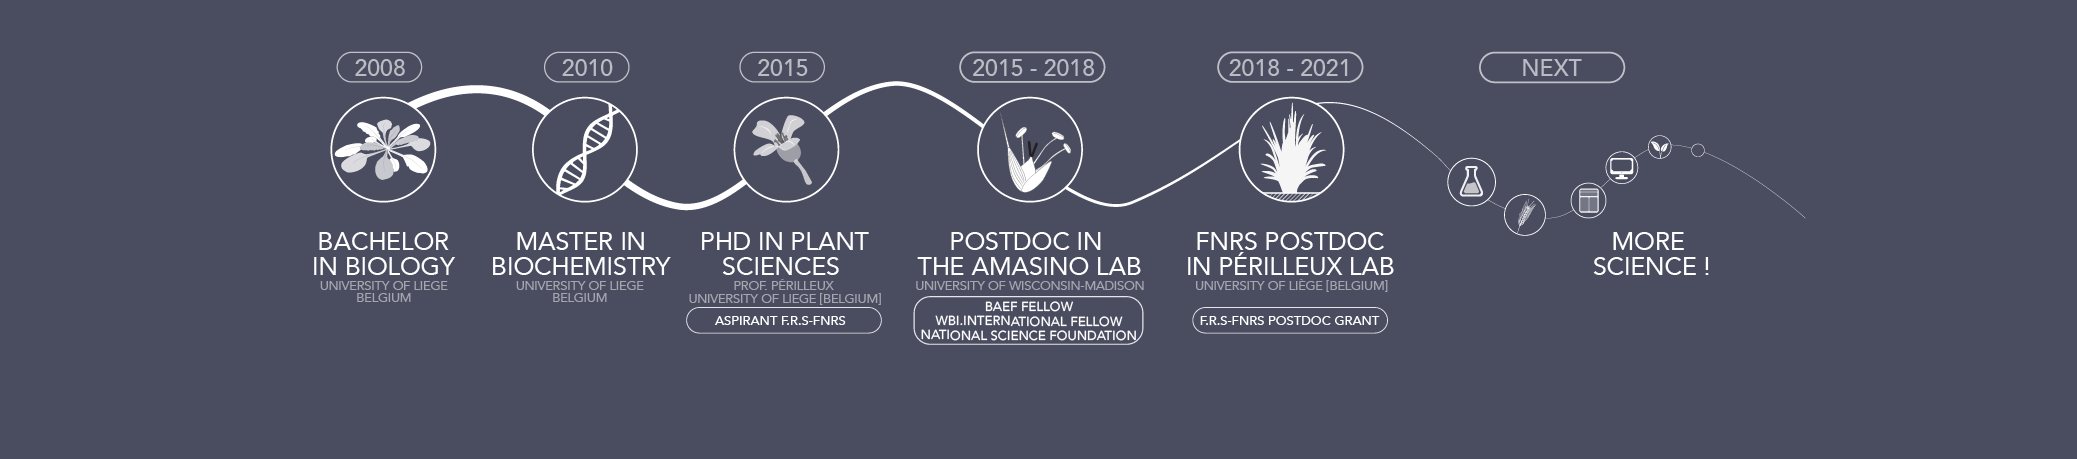 2008
BACHELOR
IN BIOLOGY
UNIVERSITY OF LIEGE
BELGIUM
2010
MASTER IN
BIOCHEMISTRY
UNIVERSITY OF LIEGE
BELGIUM
2015
PHD IN PLANT
SCIENCES
PROF. PÉRILLEUX
UNIVERSITY OF LIEGE [BELGIUM]
ASPIRANT F.R.S-FNRS
2015 - 2018
POSTDOC IN
THE AMASINO LAB
UNIVERSITY OF WISCONSIN-MADISON
BAEF FELLOW
WBI.INTERNATIONAL FELLOW
NATIONAL SCIENCE FOUNDATION
2018 - 2021
FNRS POSTDOC
IN PÉRILLEUX LAB
UNIVERSITY OF LIÈGE [BELGIUM]
F.R.S-FNRS POSTDOC GRANT
NEXT
MORE
SCIENCE !